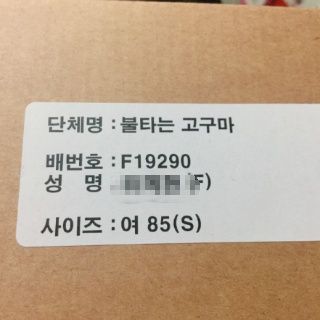 단체명 : 불타는 고구마
배번호 : F19290
성 명 F)
사이즈 : 여 85(S)